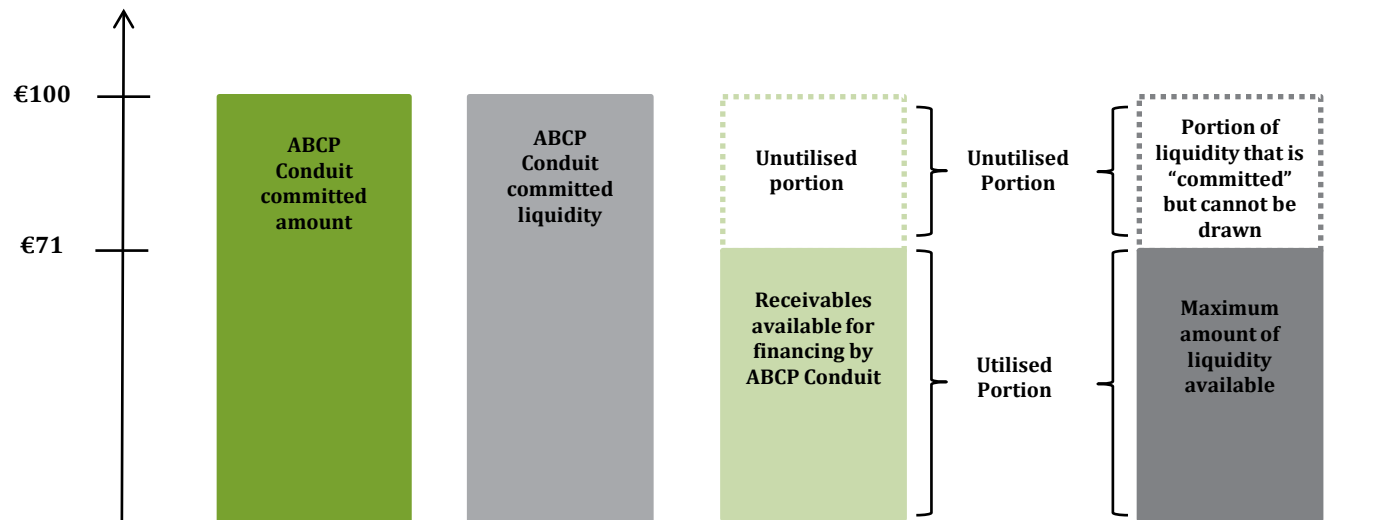 €100
€71
ABCP
Conduit
committed
amount
ABCP
Conduit
committed
liquidity
Unutilised
portion
Receivables
available for
financing by
ABCP Conduit
Unutilised
Portion
Utilised
Portion
Portion of
liquidity that is
“committed”
but cannot be
drawn
Maximum
amount of
liquidity
available